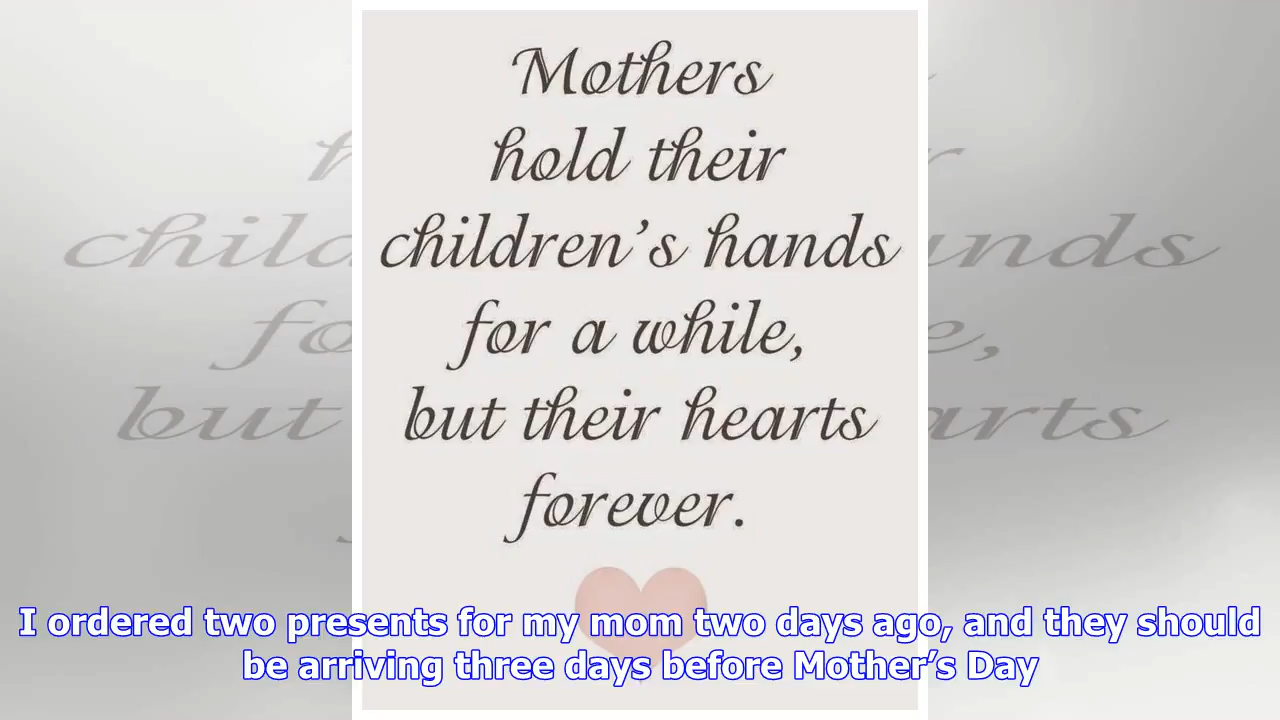 Mothers
hold their
children’s hands
for a while,
but their hearts
forever.
I ordered two presents for my mom two days ago, and they should
be arriving three days before Mother’s Day